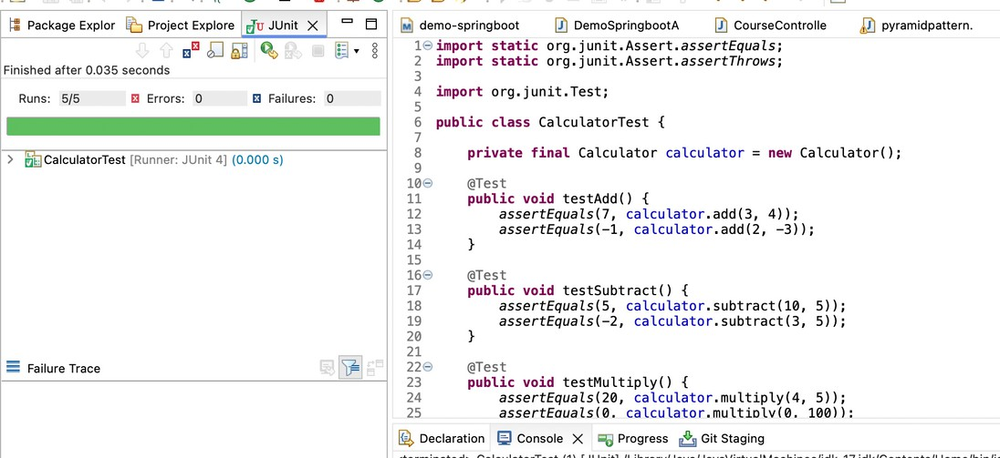 Package Explor
Project Explore
JUnit
demo-springboot
DemoSpringbootA
CourseControlle
pyramidpattern.
Finished after 0.035 seconds
Runs: 5/5
Errors: 0
Failures: 0
CalculatorTest [Runner: JUnit 4] (0.000 s)
Failure Trace
1 import static org.junit.Assert.assertEquals;
2 import static org.junit.Assert.assertThrows;
3
4 import org.junit.Test;
5
6 public class CalculatorTest {
7
8 private final Calculator calculator = new Calculator();
9
10 @Test
11 public void testAdd() {
12 assertEquals(7, calculator.add(3, 4));
13 assertEquals(-1, calculator.add(2, -3));
14 }
15
16 @Test
17 public void testSubtract() {
18 assertEquals(5, calculator.subtract(10, 5));
19 assertEquals(-2, calculator.subtract(3, 5));
20 }
21
22 @Test
23 public void testMultiply() {
24 assertEquals(20, calculator.multiply(4, 5));
25 assertEquals(0, calculator.multiply(0, 100));
Declaration
Console
Progress
Git Staging